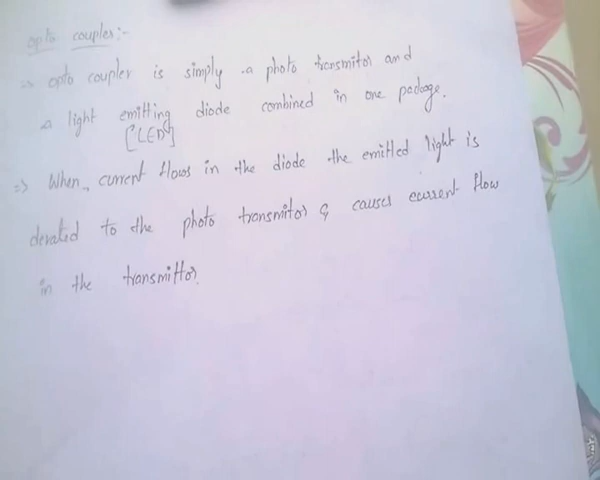 opto coupler:-
⇒ opto coupler is simply a photo transmitor and
a light emitting diode combined in one package.
[LED]
⇒ When, current flows in the diode the emitted light is
derated to the photo transmitor & causes current flow
in the transmittor.